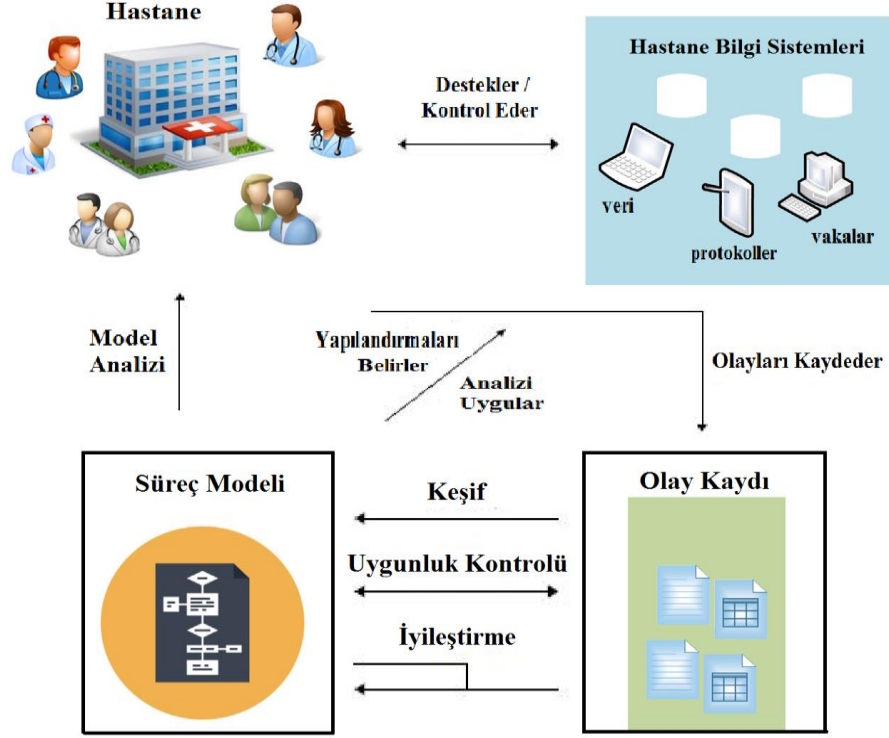 Hastane
Hastane Bilgi Sistemleri
Destekler /
Kontrol Eder
veri
protokoller
vakalar
Model
Analizi
Yapılandırmaları
Belirler
Analizi
Uygular
Olayları Kaydeder
Süreç Modeli
Keşif
Uygunluk Kontrolü
İyileştirme
Olay Kaydı